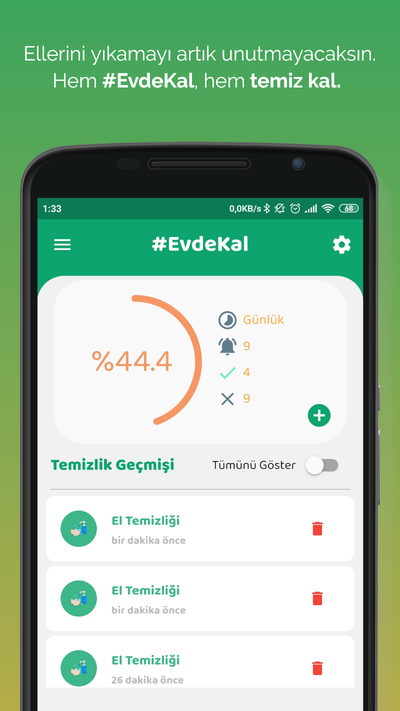 Ellerini yıkamayı artık unutmayacaksın.
Hem #EvdeKal, hem temiz kal.
1:33 0,0KB/s 68
#EvdeKal
Günlük
%44.4
9
4
9
Temizlik Geçmişi Tümünü Göster
El Temizliği
bir dakika önce
El Temizliği
bir dakika önce
El Temizliği
26 dakika önce